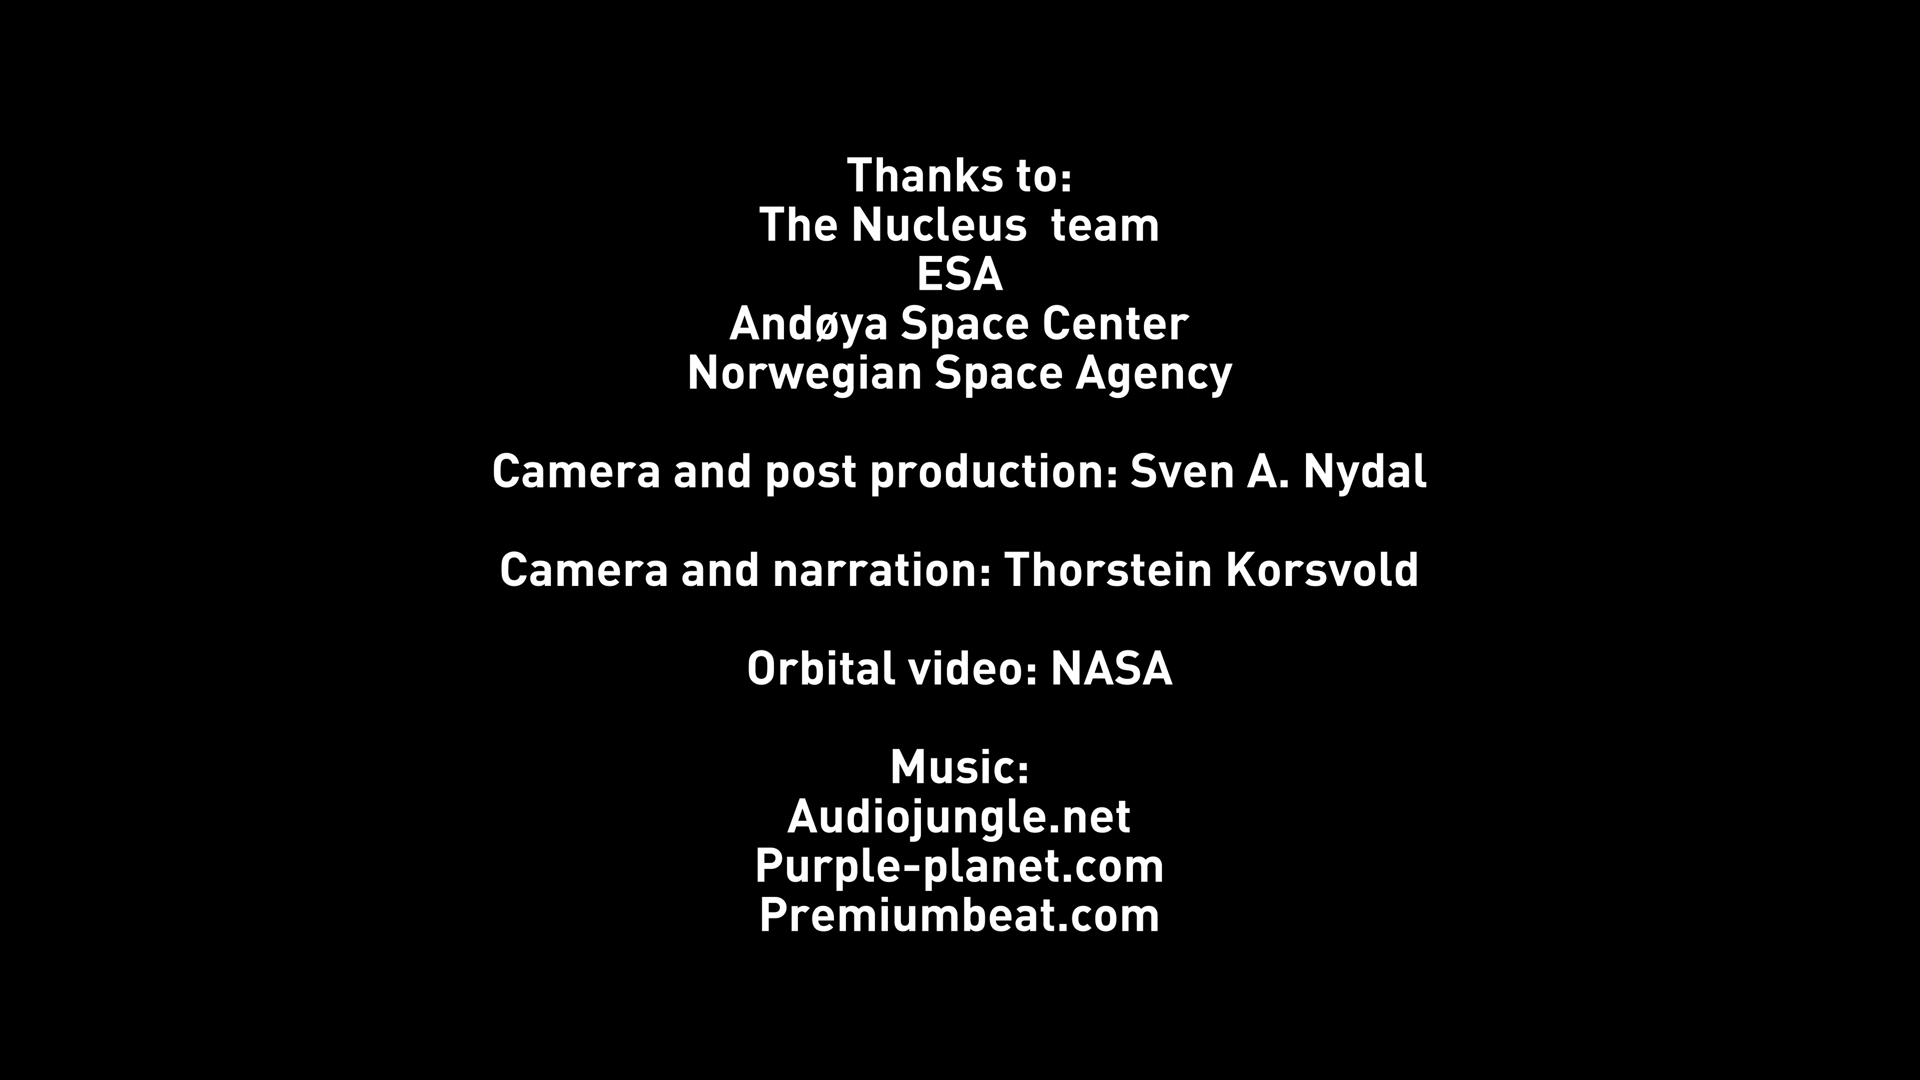 Thanks to:
The Nucleus  team
ESA
Andøya Space Center
Norwegian Space Agency
Camera and post production: Sven A. Nydal
Camera and narration: Thorstein Korsvold
Orbital video: NASA
Music:
Audiojungle.net
Purple-planet.com
Premiumbeat.com